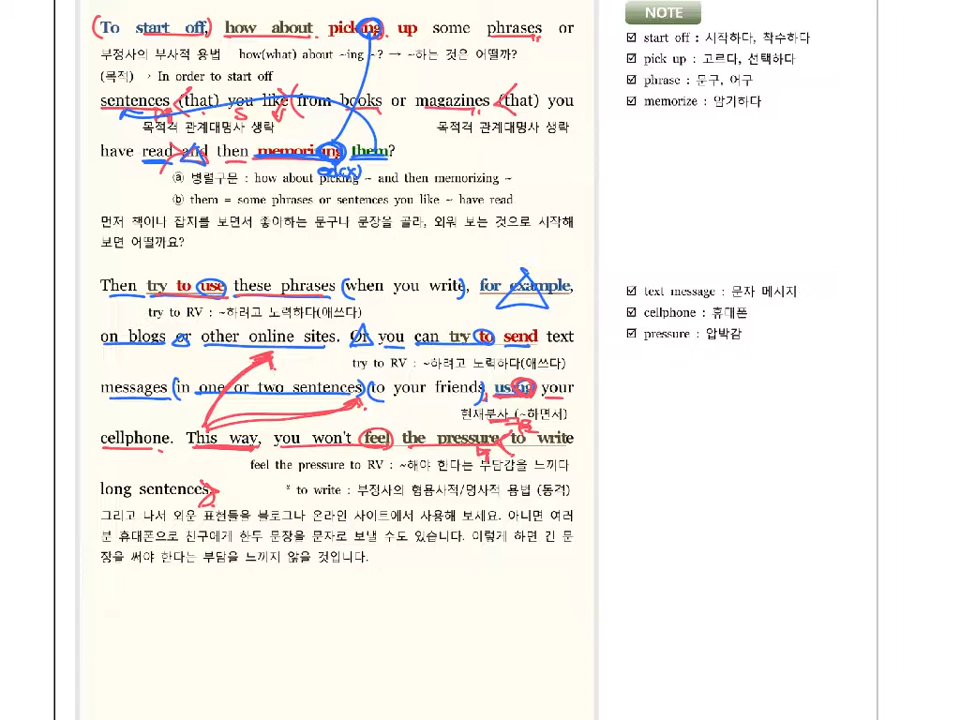 (To start off,) how about picking up some phrases or
부정사의 부사적 용법 how(what) about ~ing ~? → ~하는 것은 어떨까?
(목적) → In order to start off
sentences (that) you like (from books or magazines (that) you
목적격 관계대명사 생략 목적격 관계대명사 생략
have read and then memorizing them?
ed(x)
ⓐ 병렬구문 : how about picking ~ and then memorizing ~
ⓑ them = some phrases or sentences you like ~ have read
먼저 책이나 잡지를 보면서 좋아하는 문구나 문장을 골라, 외워 보는 것으로 시작해
보면 어떨까요?
Then try to use these phrases (when you write), for example,
try to RV : ~하려고 노력하다(애쓰다)
on blogs or other online sites. Or you can try to send text
try to RV : ~하려고 노력하다(애쓰다)
messages (in one or two sentences) (to your friends), using your
현재부사 (~하면서)
cellphone. This way, you won't feel the pressure to write
feel the pressure to RV : ~해야 한다는 부담감을 느끼다
long sentences.
* to write : 부정사의 형용사적/명사적 용법 (동격)
그리고 나서 외운 표현들을 블로그나 온라인 사이트에서 사용해 보세요. 아니면 여러
분 휴대폰으로 친구에게 한두 문장을 문자로 보낼 수도 있습니다. 이렇게 하면 긴 문
장을 써야 한다는 부담을 느끼지 않을 것입니다.
NOTE
☑ start off : 시작하다, 착수하다
☑ pick up : 고르다, 선택하다
☑ phrase : 문구, 어구
☑ memorize : 암기하다
☑ text message : 문자 메시지
☑ cellphone : 휴대폰
☑ pressure : 압박감